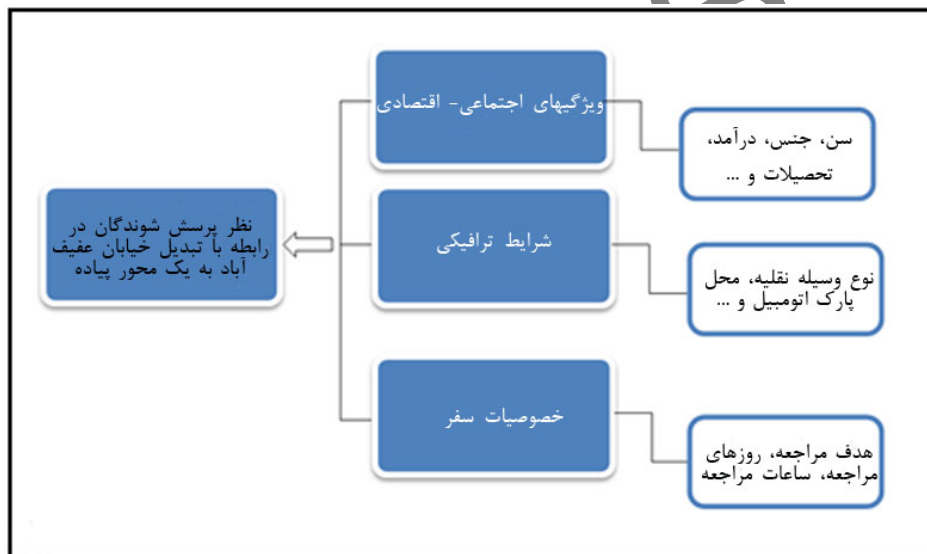 ویژگیهای اجتماعی- اقتصادی
سن، جنس، درآمد،
تحصیلات و ...
نظر پرسش شوندگان در
رابطه با تبدیل خیابان عفیف
آباد به یک محور پیاده
شرایط ترافیکی
نوع وسیله نقلیه، محل
پارک اتومبیل و ...
خصوصیات سفر
هدف مراجعه، روزهای
مراجعه، ساعات مراجعه